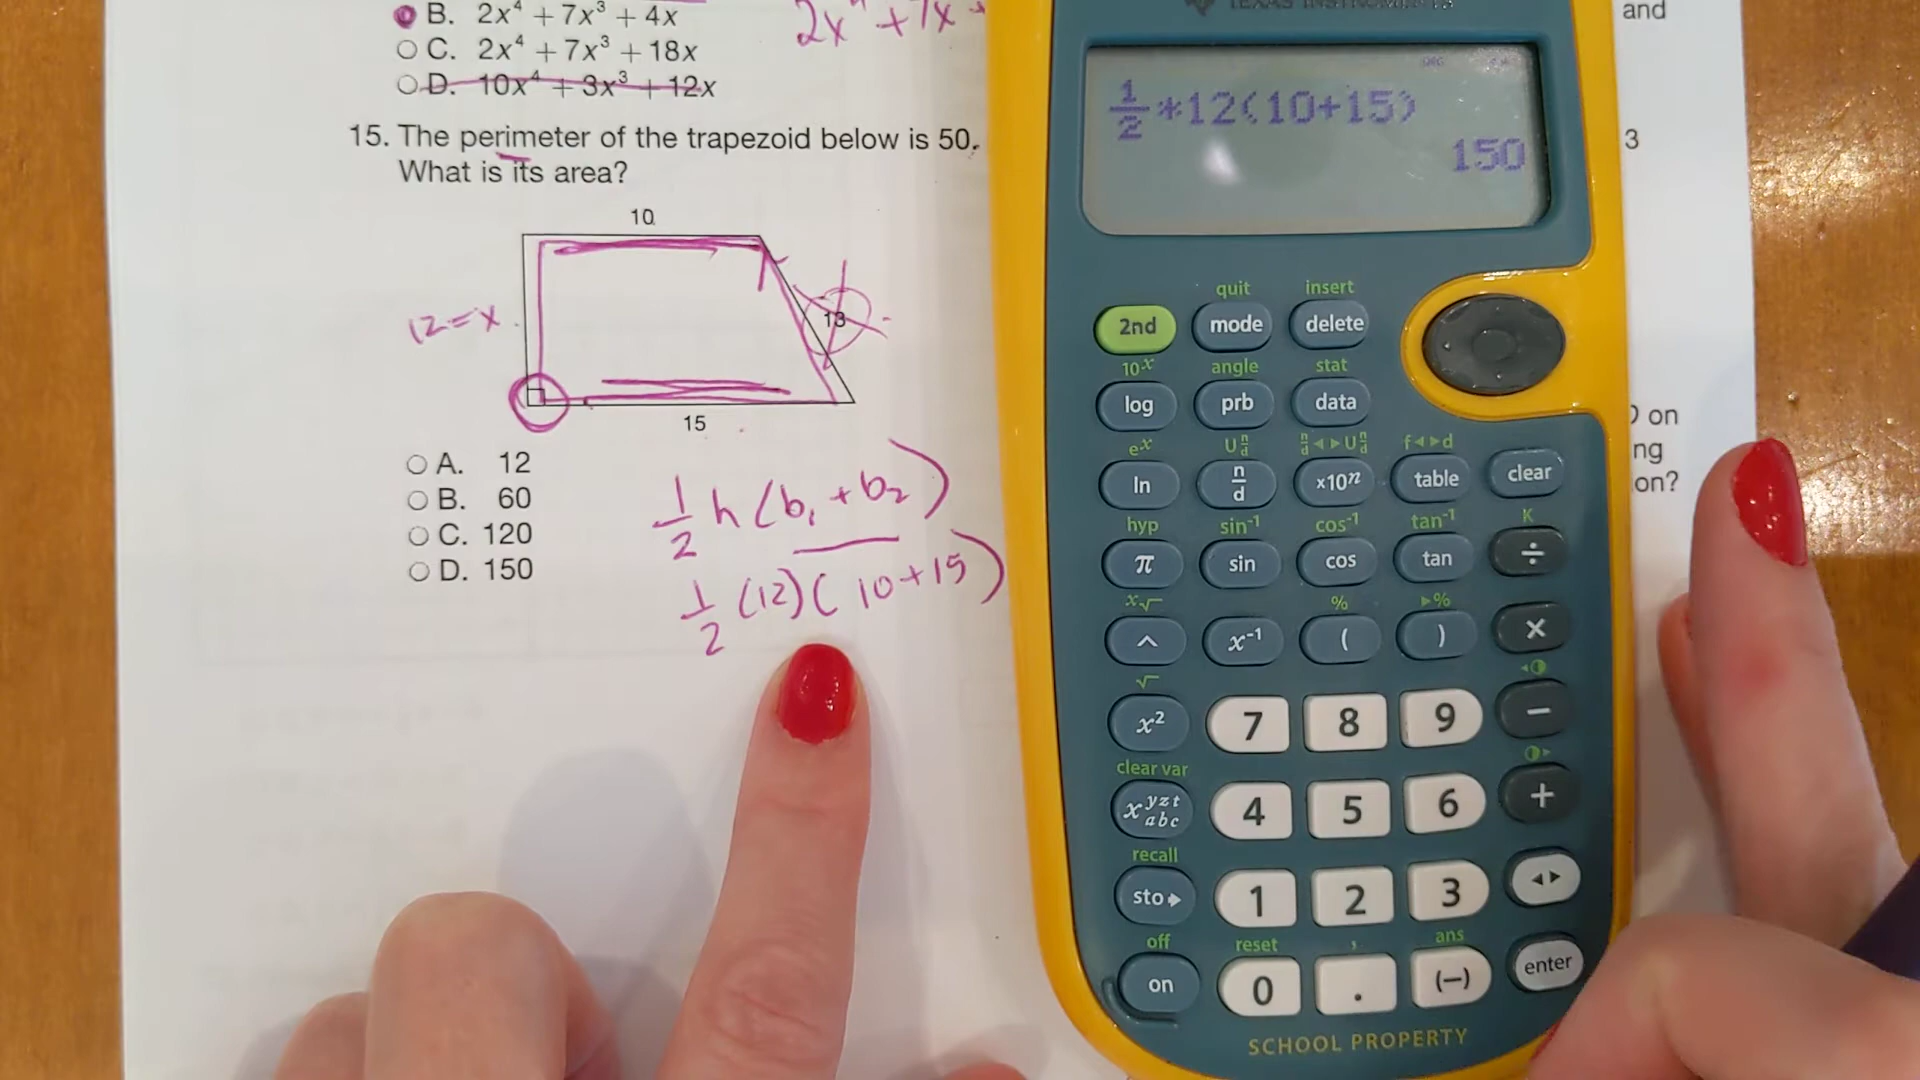 B. 2x⁴ + 7x³ + 4x
C. 2x⁴ + 7x³ + 18x
D. 10x⁴ + 3x³ + 12x
15. The perimeter of the trapezoid below is 50.
What is its area?
10
12 = x
13
15
A. 12
B. 60
C. 120
D. 150
1/2 h (b₁ + b₂)
1/2 (12) (10 + 15)
TEXAS INSTRUMENTS
1/2*12(10+15)
150
quit insert
2nd mode delete
10ˣ angle stat
log prb data
eˣ U n/d n/d ◄► U n/d f◄►d
ln n/d ×10ⁿ table clear
hyp sin⁻¹ cos⁻¹ tan⁻¹ K
π sin cos tan ÷
ˣ√ % ►%
^ x⁻¹ ( ) ×
√
x² 7 8 9 −
clear var
x yzt abc 4 5 6 +
recall
sto► 1 2 3 ◄►
off reset , ans
on 0 . (−) enter
SCHOOL PROPERTY
and
3
on
ng
on?